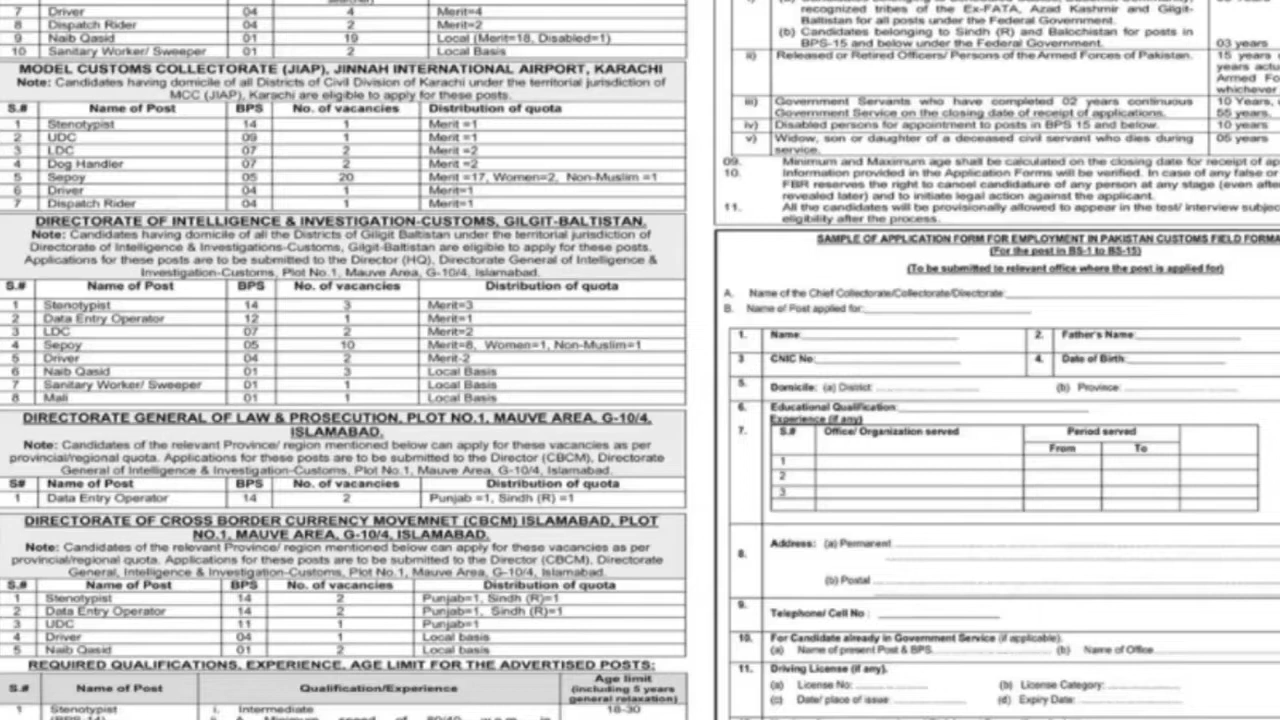 7 Driver 04 4 Merit=4
8 Dispatch Rider 04 2 Merit=2
9 Naib Qasid 01 19 Local (Merit=18, Disabled=1)
10 Sanitary Worker/ Sweeper 01 2 Local Basis
MODEL CUSTOMS COLLECTORATE (JIAP), JINNAH INTERNATIONAL AIRPORT, KARACHI
Note: Candidates having domicile of all Districts of Civil Division of Karachi under the territorial jurisdiction of
MCC (JIAP), Karachi are eligible to apply for these posts.
S.# Name of Post BPS No. of vacancies Distribution of quota
1 Stenotypist 14 1 Merit =1
2 UDC 09 1 Merit =1
3 LDC 07 2 Merit =2
4 Dog Handler 07 2 Merit =2
5 Sepoy 05 20 Merit =17, Women=2, Non-Muslim =1
6 Driver 04 1 Merit=1
7 Dispatch Rider 04 1 Merit=1
DIRECTORATE OF INTELLIGENCE & INVESTIGATION-CUSTOMS, GILGIT-BALTISTAN.
Note: Candidates having domicile of all the Districts of Gilgit Baltistan under the territorial jurisdiction of
Directorate of Intelligence & Investigations-Customs, Gilgit-Baltistan are eligible to apply for these posts.
Applications for these posts are to be submitted to the Director (HQ), Directorate General of Intelligence &
Investigation-Customs, Plot No.1, Mauve Area, G-10/4, Islamabad.
S.# Name of Post BPS No. of vacancies Distribution of quota
1 Stenotypist 14 3 Merit=3
2 Data Entry Operator 12 1 Merit=1
3 LDC 07 2 Merit=2
4 Sepoy 05 10 Merit=8, Women=1, Non-Muslim=1
5 Driver 04 2 Merit-2
6 Naib Qasid 01 3 Local Basis
7 Sanitary Worker/ Sweeper 01 1 Local Basis
8 Mali 01 1 Local Basis
DIRECTORATE GENERAL OF LAW & PROSECUTION, PLOT NO.1, MAUVE AREA, G-10/4,
ISLAMABAD.
Note: Candidates of the relevant Province/ region mentioned below can apply for these vacancies as per
provincial/regional quota. Applications for these posts are to be submitted to the Director (CBCM), Directorate
General of Intelligence & Investigation-Customs, Plot No.1, Mauve Area, G-10/4, Islamabad.
S# Name of Post BPS No. of vacancies Distribution of quota
1 Data Entry Operator 14 2 Punjab =1, Sindh (R) =1
DIRECTORATE OF CROSS BORDER CURRENCY MOVEMNET (CBCM) ISLAMABAD, PLOT
NO.1, MAUVE AREA, G-10/4, ISLAMABAD.
Note: Candidates of the relevant Province/ region mentioned below can apply for these vacancies as per
provincial/regional quota. Applications for these posts are to be submitted to the Director (CBCM), Directorate
General, Intelligence & Investigation-Customs, Plot No.1, Mauve Area, G-10/4, Islamabad.
S.# Name of Post BPS No. of vacancies Distribution of quota
1 Stenotypist 14 2 Punjab=1, Sindh (R)=1
2 Data Entry Operator 14 2 Punjab=1, Sindh (R)=1
3 UDC 11 1 Punjab=1
4 Driver 04 1 Local basis
5 Naib Qasid 01 2 Local Basis
REQUIRED QUALIFICATIONS, EXPERIENCE, AGE LIMIT FOR THE ADVERTISED POSTS:
S.# Name of Post Qualification/Experience Age limit
(including 5 years
general relaxation)
1 Stenotypist i. Intermediate 18-30
recognized tribes of the Ex-FATA, Azad Kashmir and Gilgit-
Baltistan for all posts under the Federal Government.
(b) Candidates belonging to Sindh (R) and Balochistan for posts in
BPS-15 and below under the Federal Government. 03 years
ii) Released or Retired Officers/ Persons of the Armed Forces of Pakistan. 15 years
years
Armed
whichever
iii) Government Servants who have completed 02 years continuous 10 Years,
Government Service on the closing date of receipt of applications. 55 years.
iv) Disabled persons for appointment to posts in BPS 15 and below. 10 years
v) Widow, son or daughter of a deceased civil servant who dies during 05 years
service.
09. Minimum and Maximum age shall be calculated on the closing date for receipt of
10. Information provided in the Application Forms will be verified. In case of any false or
FBR reserves the right to cancel candidature of any person at any stage (even
revealed later) and to initiate legal action against the applicant.
11. All the candidates will be provisionally allowed to appear in the test/ interview
eligibility after the process.
SAMPLE OF APPLICATION FORM FOR EMPLOYMENT IN PAKISTAN CUSTOMS FIELD
(For the post in BS-1 to BS-15)
(To be submitted to relevant office where the post is applied for)
A. Name of the Chief Collectorate/Collectorate/Directorate:
B. Name of Post applied for:
1. Name: 2. Father's Name:
3 CNIC No: 4. Date of Birth:
5. Domicile: (a) District: (b) Province:
6. Educational Qualification:
Experience (if any)
7. S.# Office/ Organization served Period served
From To
1
2
3
8. Address: (a) Permanent
(b) Postal
9. Telephone/ Cell No :
10. For Candidate already in Government Service (if applicable).
(a) Name of present Post & BPS (b) Name of Office
11. Driving License (if any).
(a) License No: (b) License Category:
(c) Date/ place of issue: (d) Expiry Date: